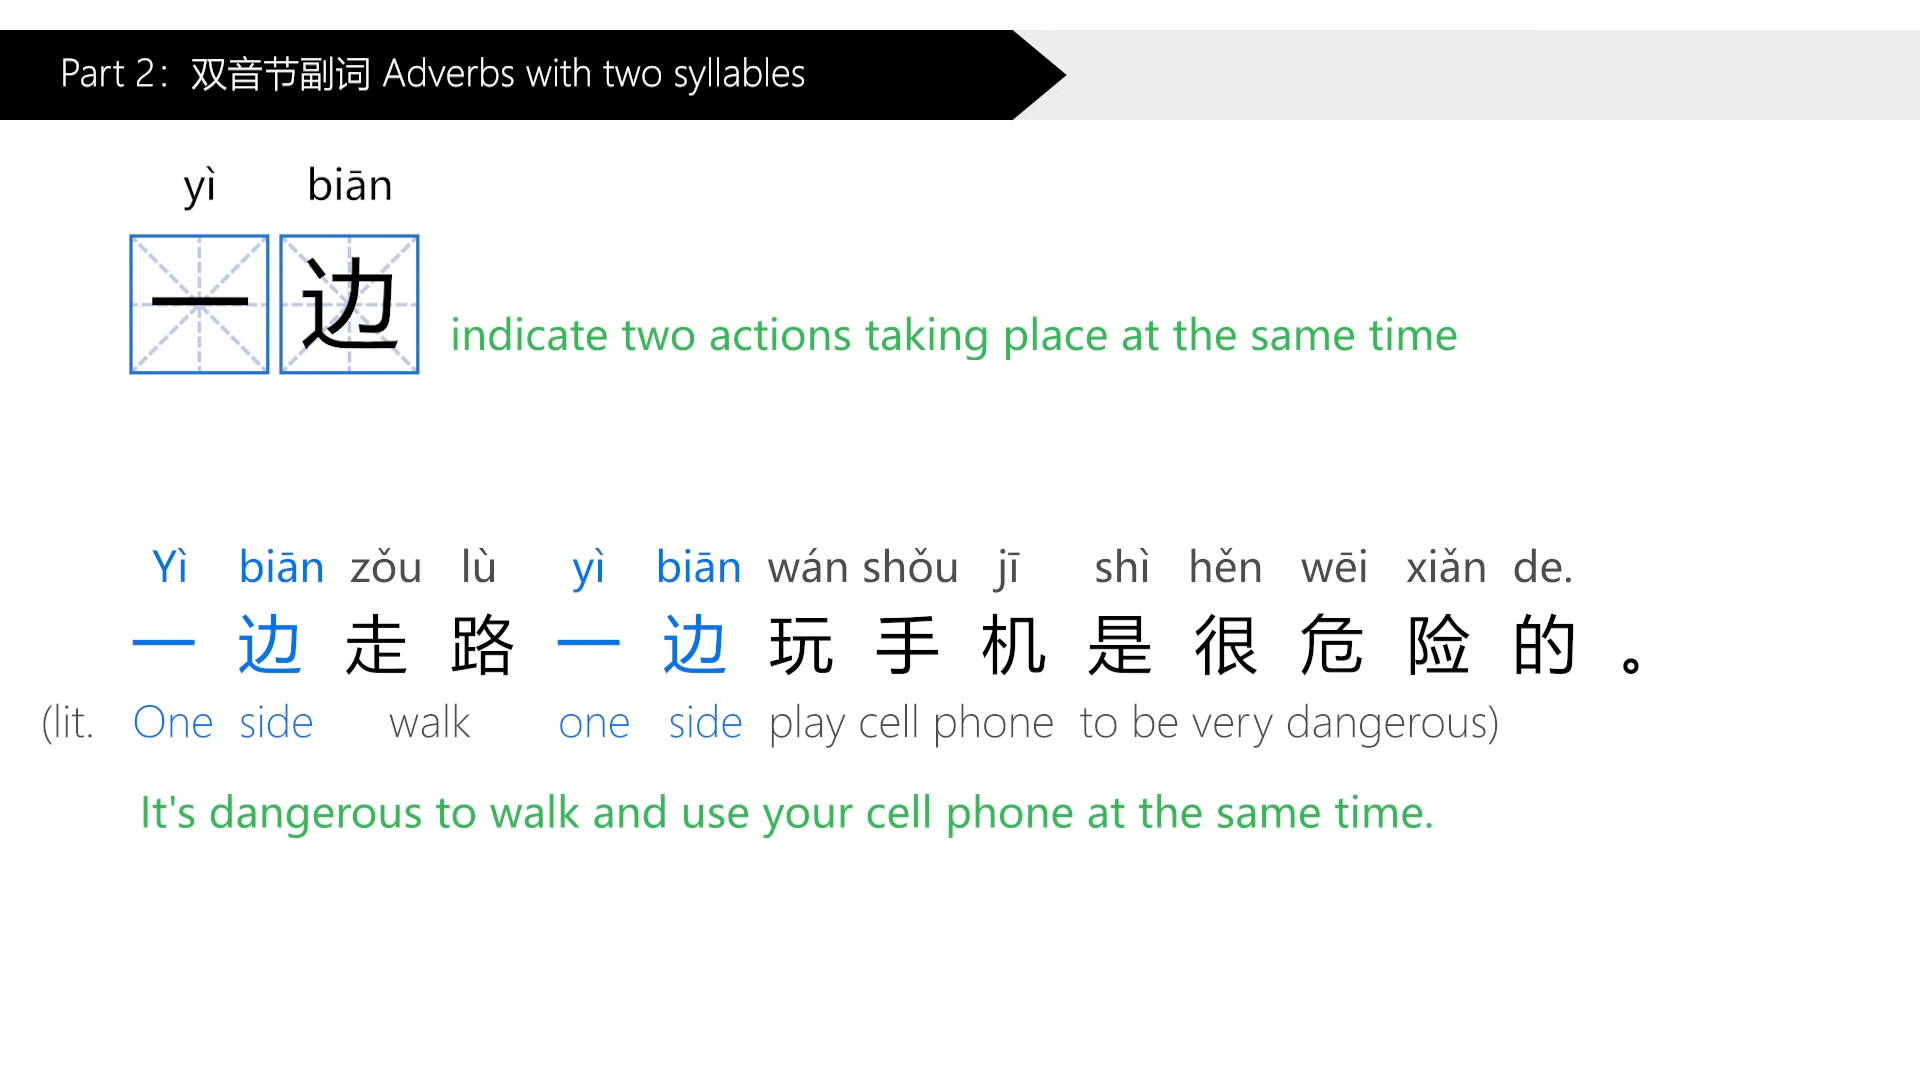 Part 2：双音节副词 Adverbs with two syllables
yì biān
一边 indicate two actions taking place at the same time
Yì biān zǒu lù yì biān wán shǒu jī shì hěn wēi xiǎn de.
一边走路一边玩手机是很危险的。
(lit. One side walk one side play cell phone to be very dangerous)
It's dangerous to walk and use your cell phone at the same time.